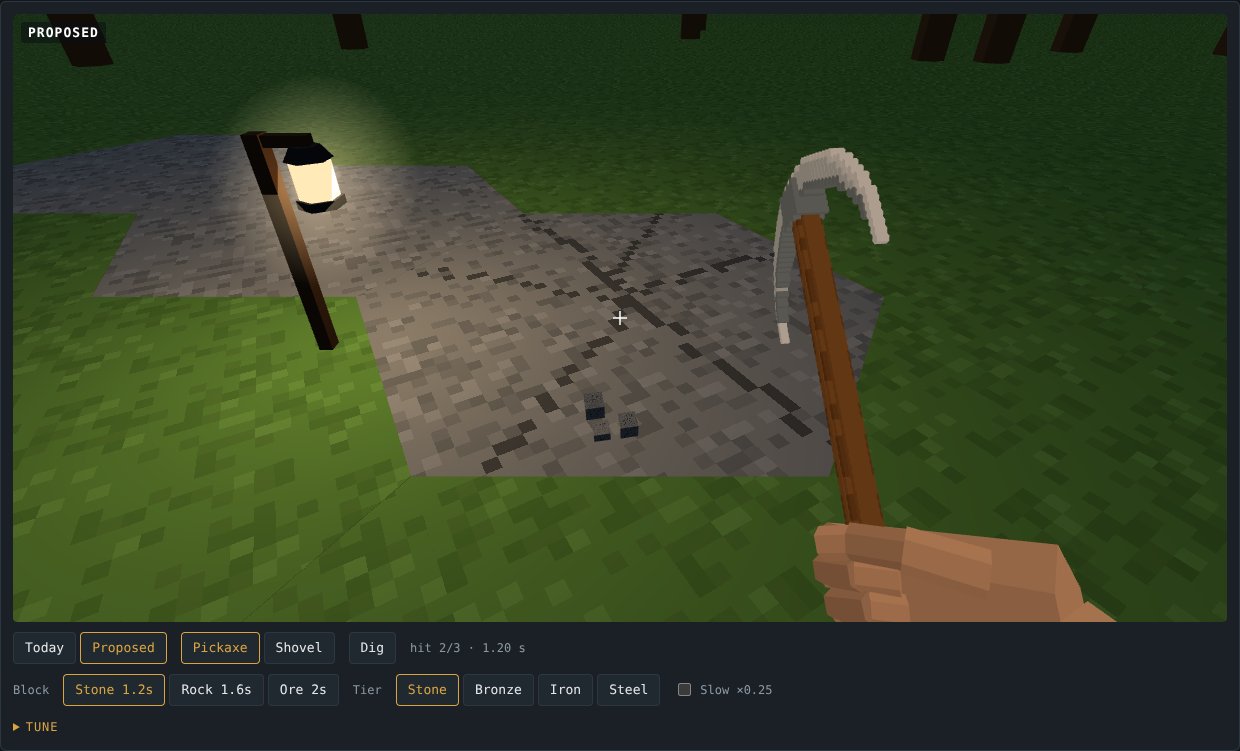 PROPOSED
Today Proposed Pickaxe Shovel Dig hit 2/3 · 1.20 s
Block Stone 1.2s Rock 1.6s Ore 2s Tier Stone Bronze Iron Steel Slow ×0.25
TUNE